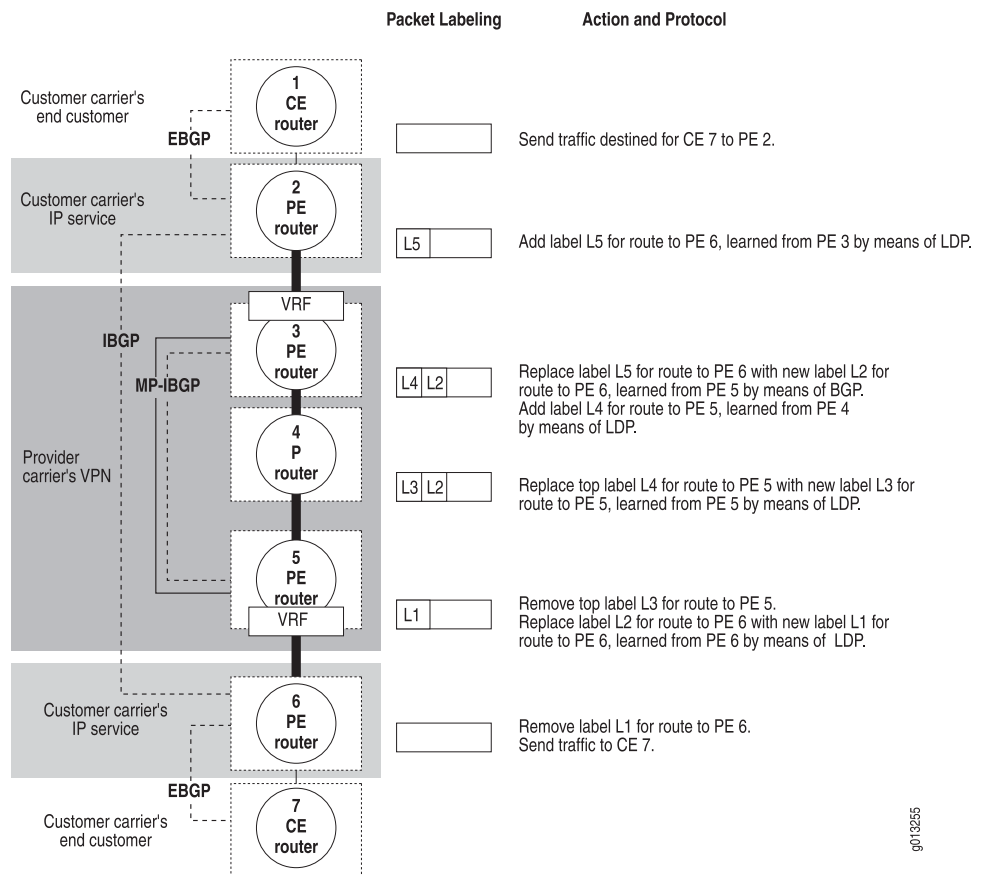 Packet Labeling
Action and Protocol
Customer carrier's
end customer
1
CE
router
EBGP
Send traffic destined for CE 7 to PE 2.
Customer carrier's
IP service
2
PE
router
L5
Add label L5 for route to PE 6, learned from PE 3 by means of LDP.
VRF
3
PE
router
IBGP
MP-IBGP
L4 L2
Replace label L5 for route to PE 6 with new label L2 for
route to PE 6, learned from PE 5 by means of BGP.
Add label L4 for route to PE 5, learned from PE 4
by means of LDP.
Provider
carrier's VPN
4
P
router
L3 L2
Replace top label L4 for route to PE 5 with new label L3 for
route to PE 5, learned from PE 5 by means of LDP.
5
PE
router
VRF
L1
Remove top label L3 for route to PE 5.
Replace label L2 for route to PE 6 with new label L1 for
route to PE 6, learned from PE 6 by means of LDP.
Customer carrier's
IP service
6
PE
router
Remove label L1 for route to PE 6.
Send traffic to CE 7.
EBGP
Customer carrier's
end customer
7
CE
router
g013255